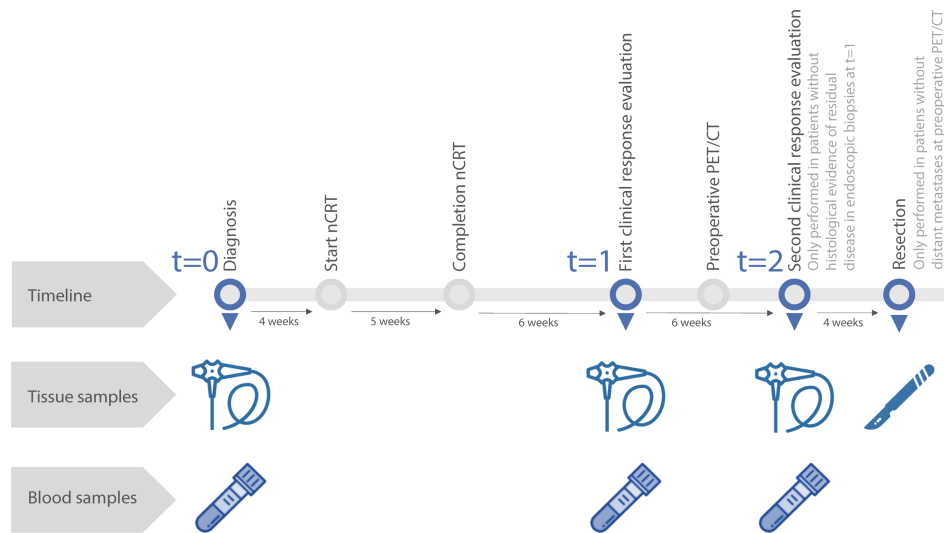 t=0
Diagnosis
Start nCRT
Completion nCRT
t=1
First clinical response evaluation
Preoperative PET/CT
t=2
Second clinical response evaluation
Only performed in patients without
histological evidence of residual
disease in endoscopic biopsies at t=1
Resection
Only performed in patiens without
distant metastases at preoperative PET/CT
Timeline
4 weeks
5 weeks
6 weeks
6 weeks
4 weeks
Tissue samples
Blood samples